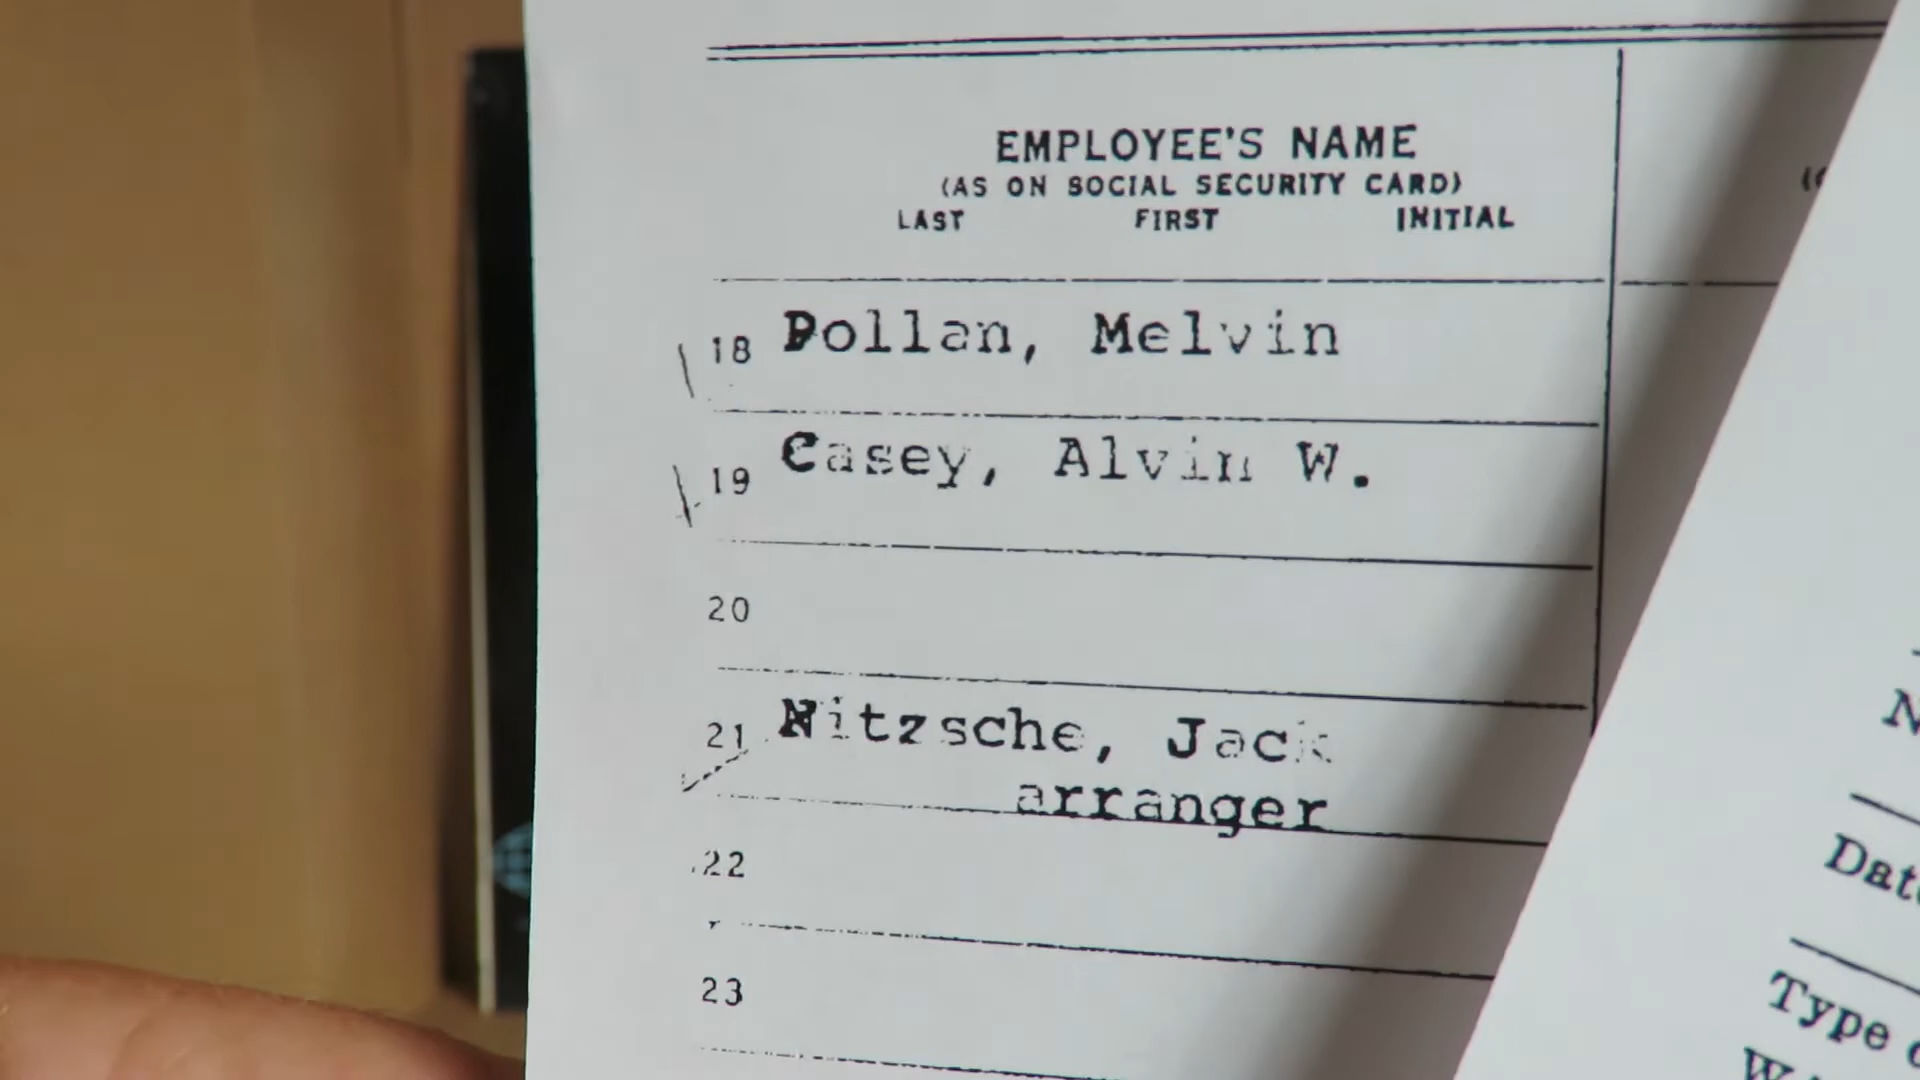 EMPLOYEE'S NAME
(AS ON SOCIAL SECURITY CARD)
LAST FIRST INITIAL
18 Pollan, Melvin
19 Casey, Alvin W.
20
21 Nitzsche, Jack
arranger
22
23
Date
Type